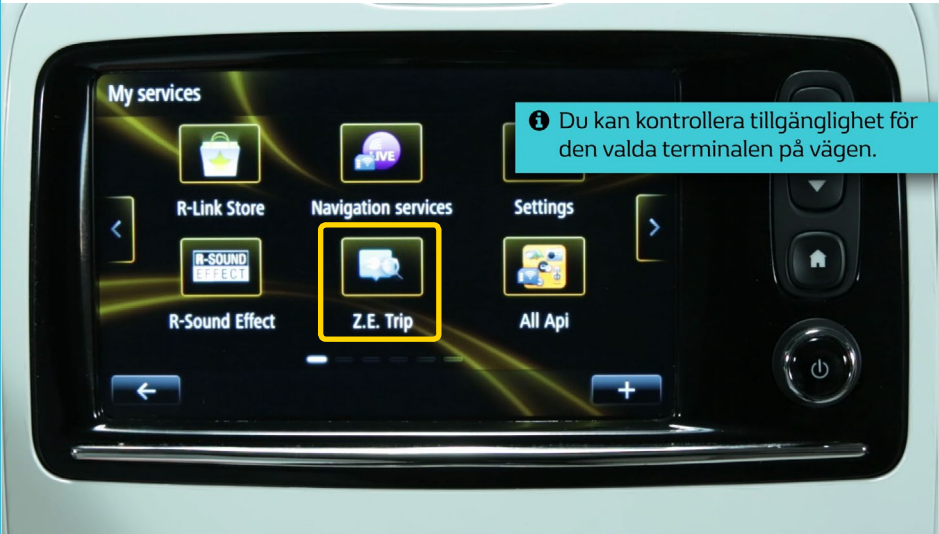 My services
Du kan kontrollera tillgänglighet för
den valda terminalen på vägen.
LIVE
R-Link Store
Navigation services
Settings
R-SOUND
EFFECT
R-Sound Effect
Z.E. Trip
All Api